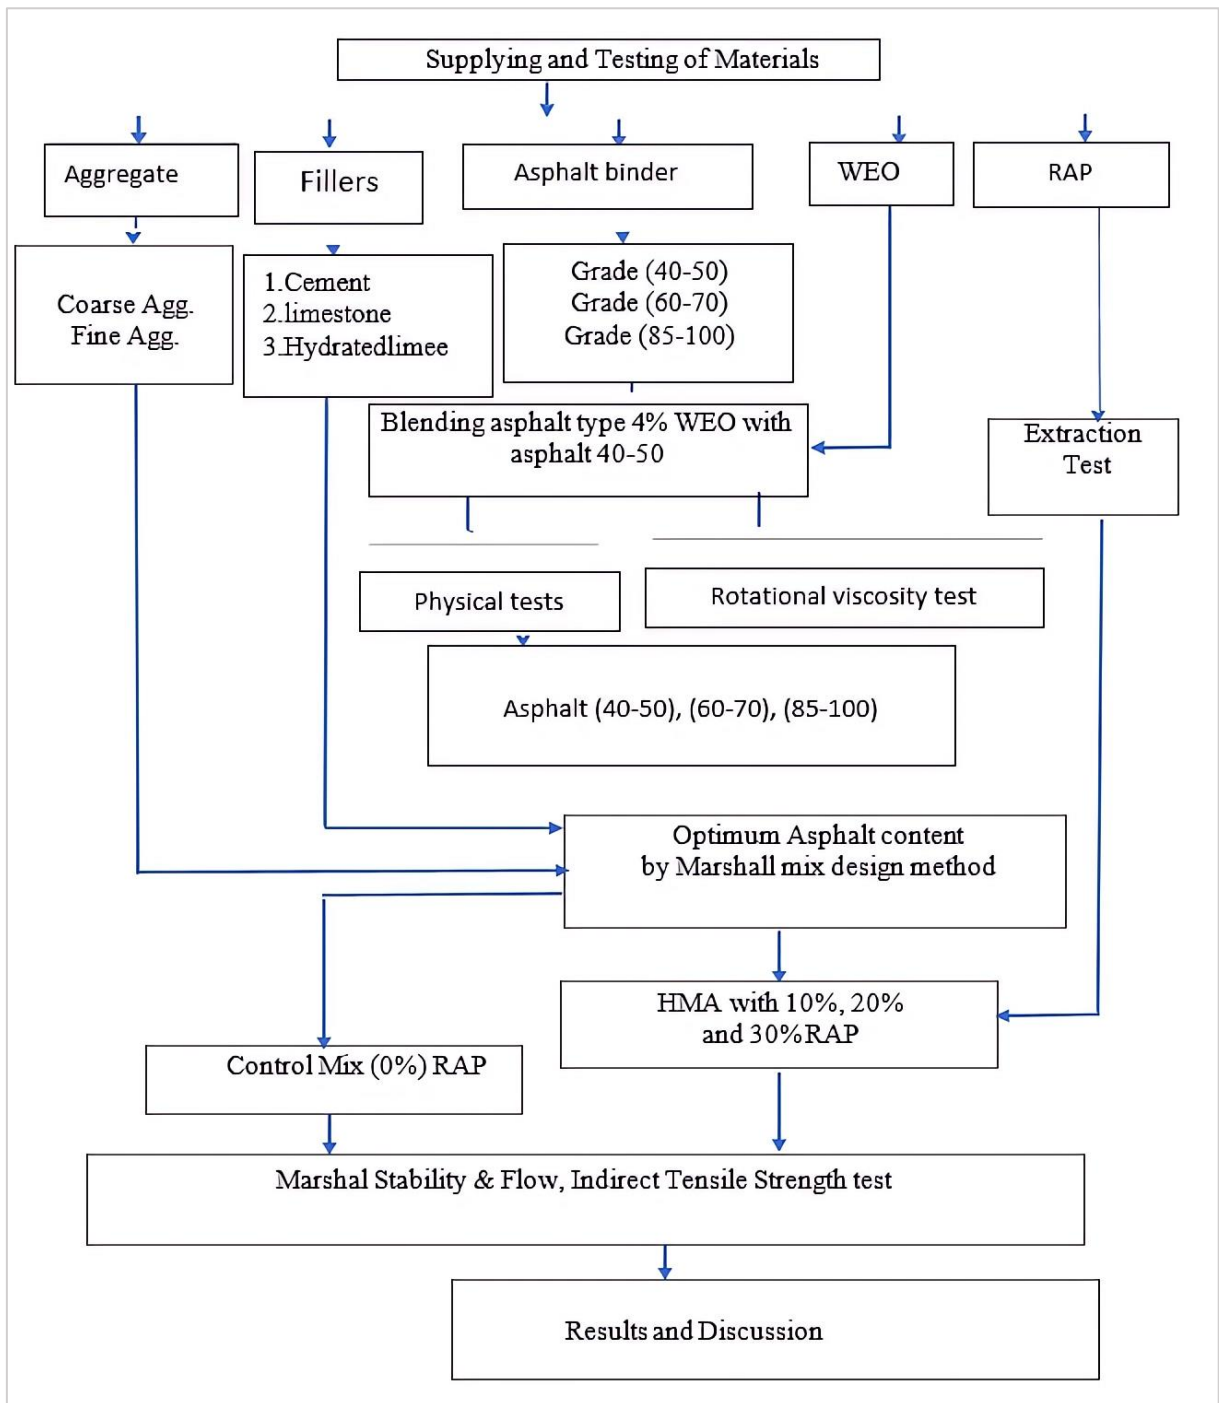 Supplying and Testing of Materials
Aggregate
Fillers
Asphalt binder
WEO
RAP
Coarse Agg.
Fine Agg.
1.Cement
2.limestone
3.Hydratedlimee
Grade (40-50)
Grade (60-70)
Grade (85-100)
Blending asphalt type 4% WEO with
asphalt 40-50
Extraction
Test
Physical tests
Rotational viscosity test
Asphalt (40-50), (60-70), (85-100)
Optimum Asphalt content
by Marshall mix design method
HMA with 10%, 20%
and 30%RAP
Control Mix (0%) RAP
Marshal Stability & Flow, Indirect Tensile Strength test
Results and Discussion